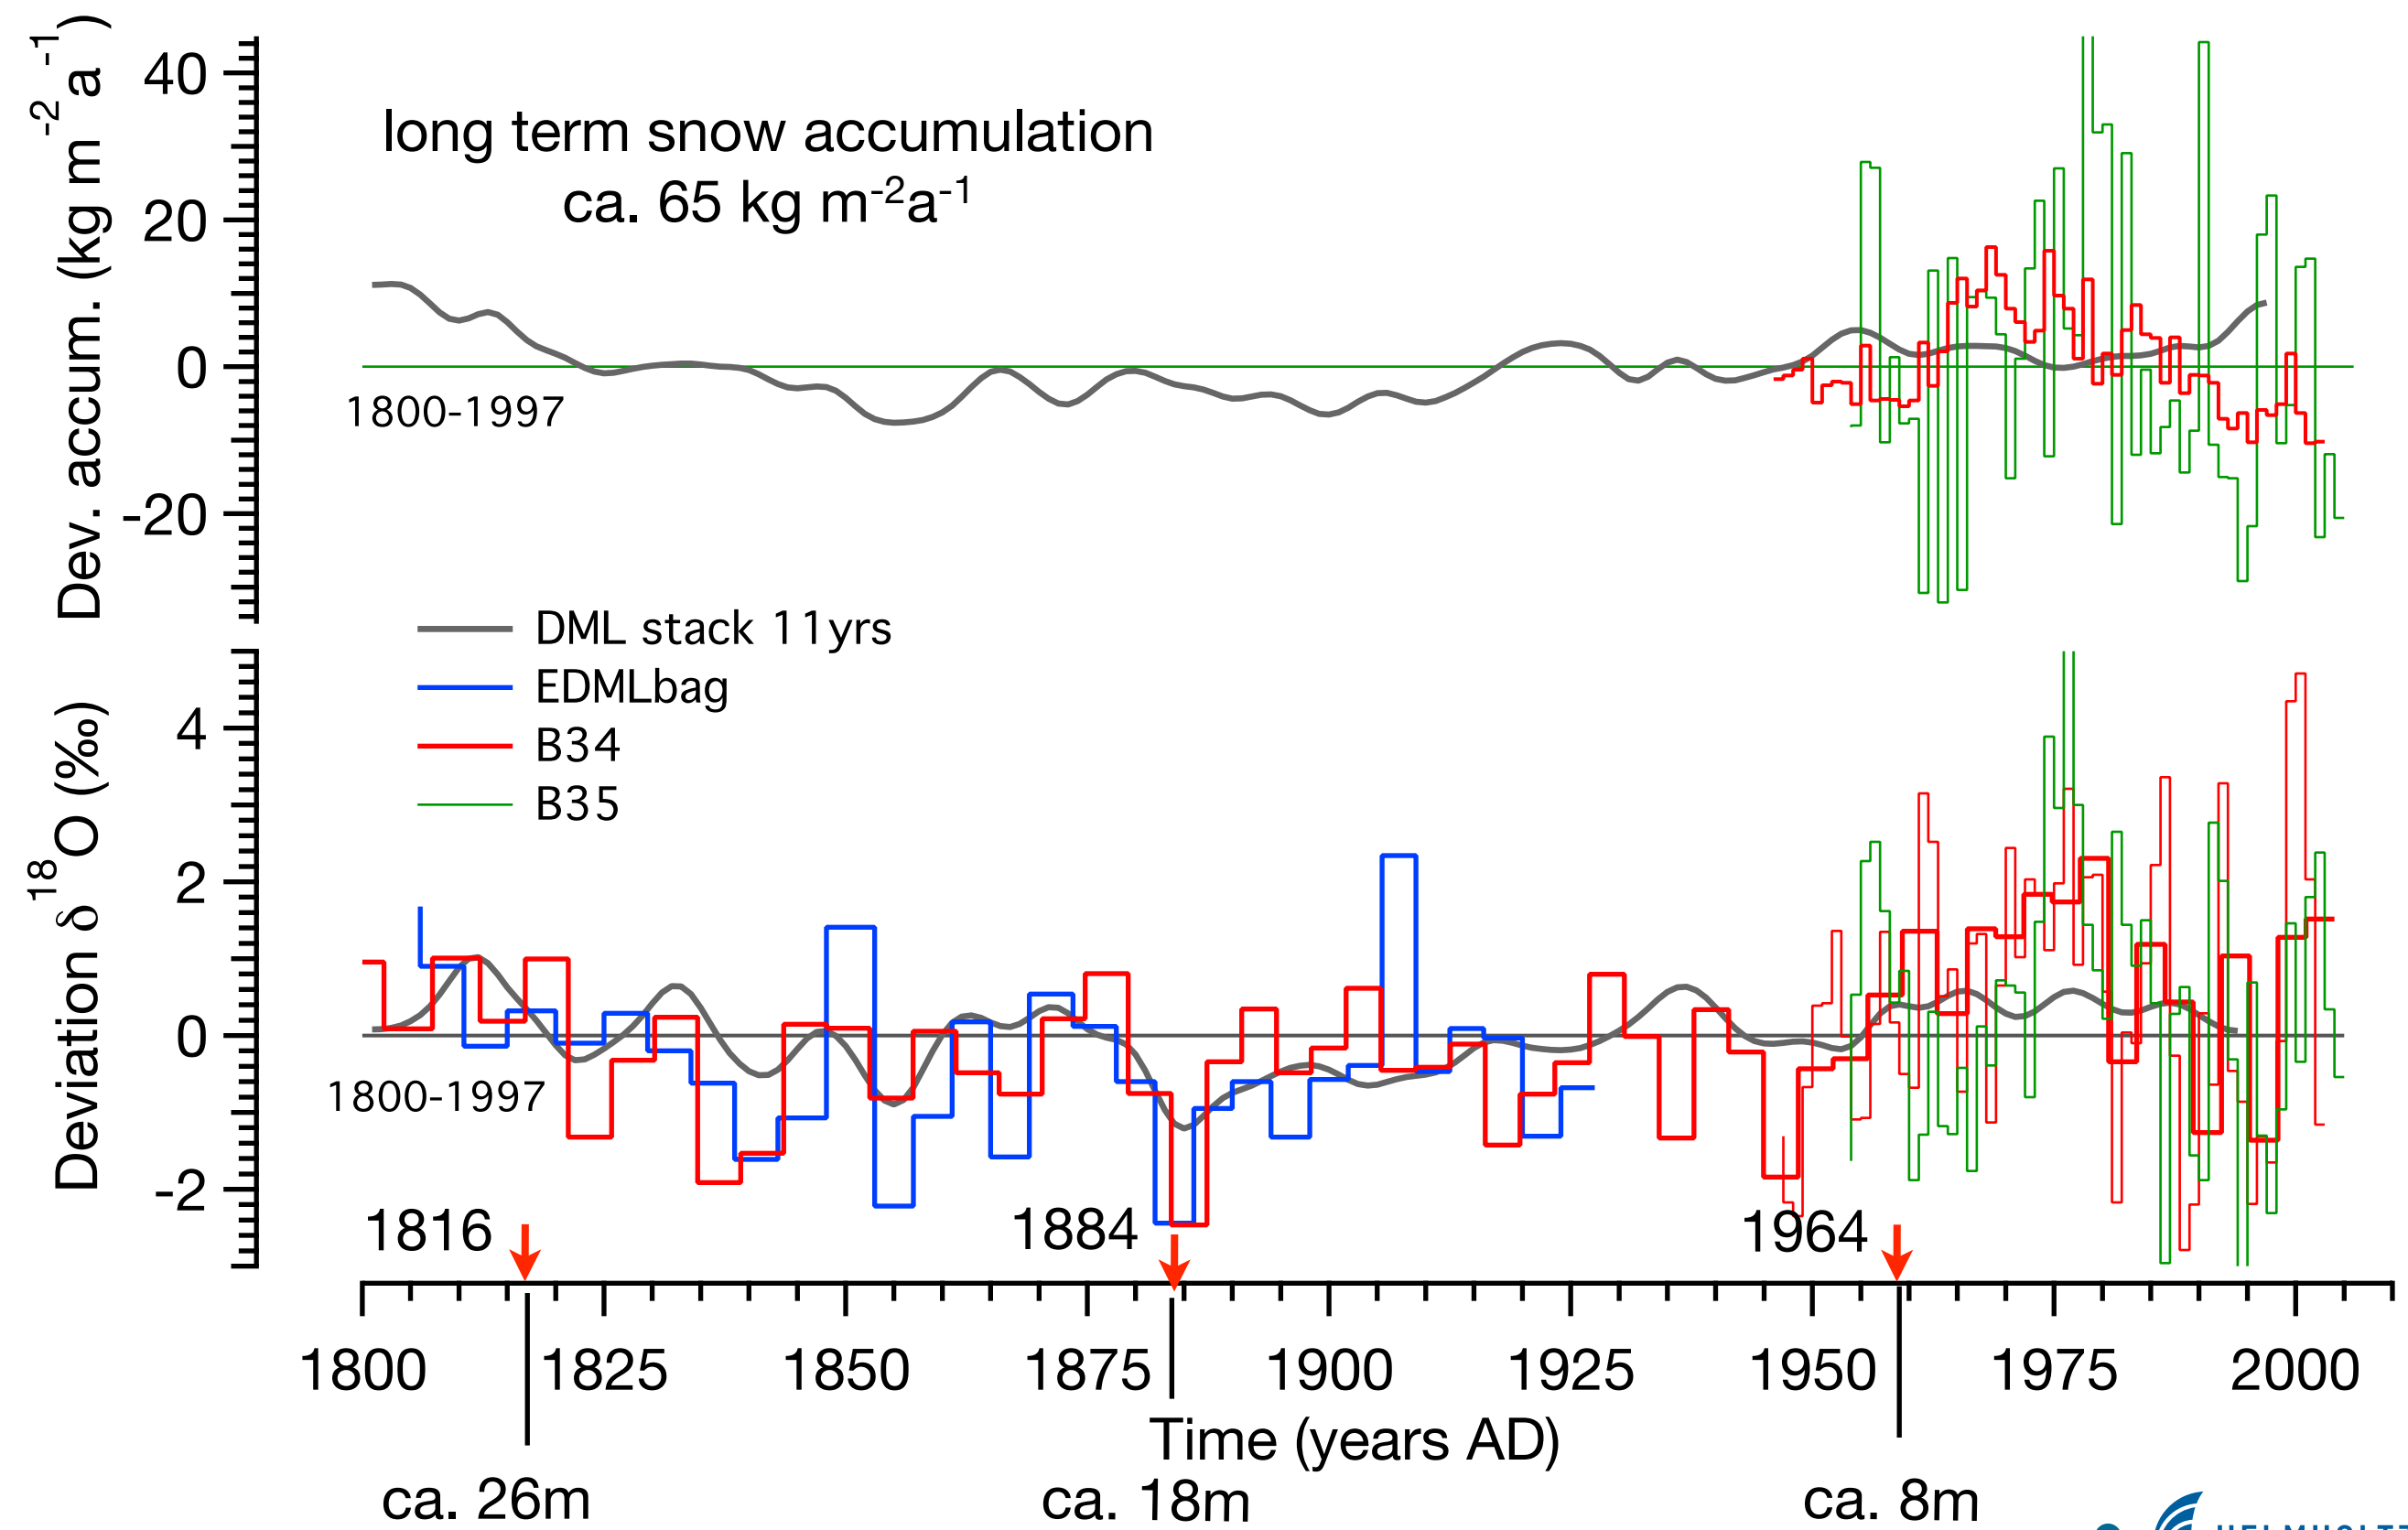 Dev. accum. (kg m⁻² a⁻¹)
40
20
0
-20
long term snow accumulation
ca. 65 kg m⁻²a⁻¹
1800-1997
DML stack 11yrs
EDMLbag
B34
B35
Deviation δ¹⁸O (‰)
4
2
0
-2
1800-1997
1816
1884
1964
1800 1825 1850 1875 1900 1925 1950 1975 2000
Time (years AD)
ca. 26m ca. 18m ca. 8m